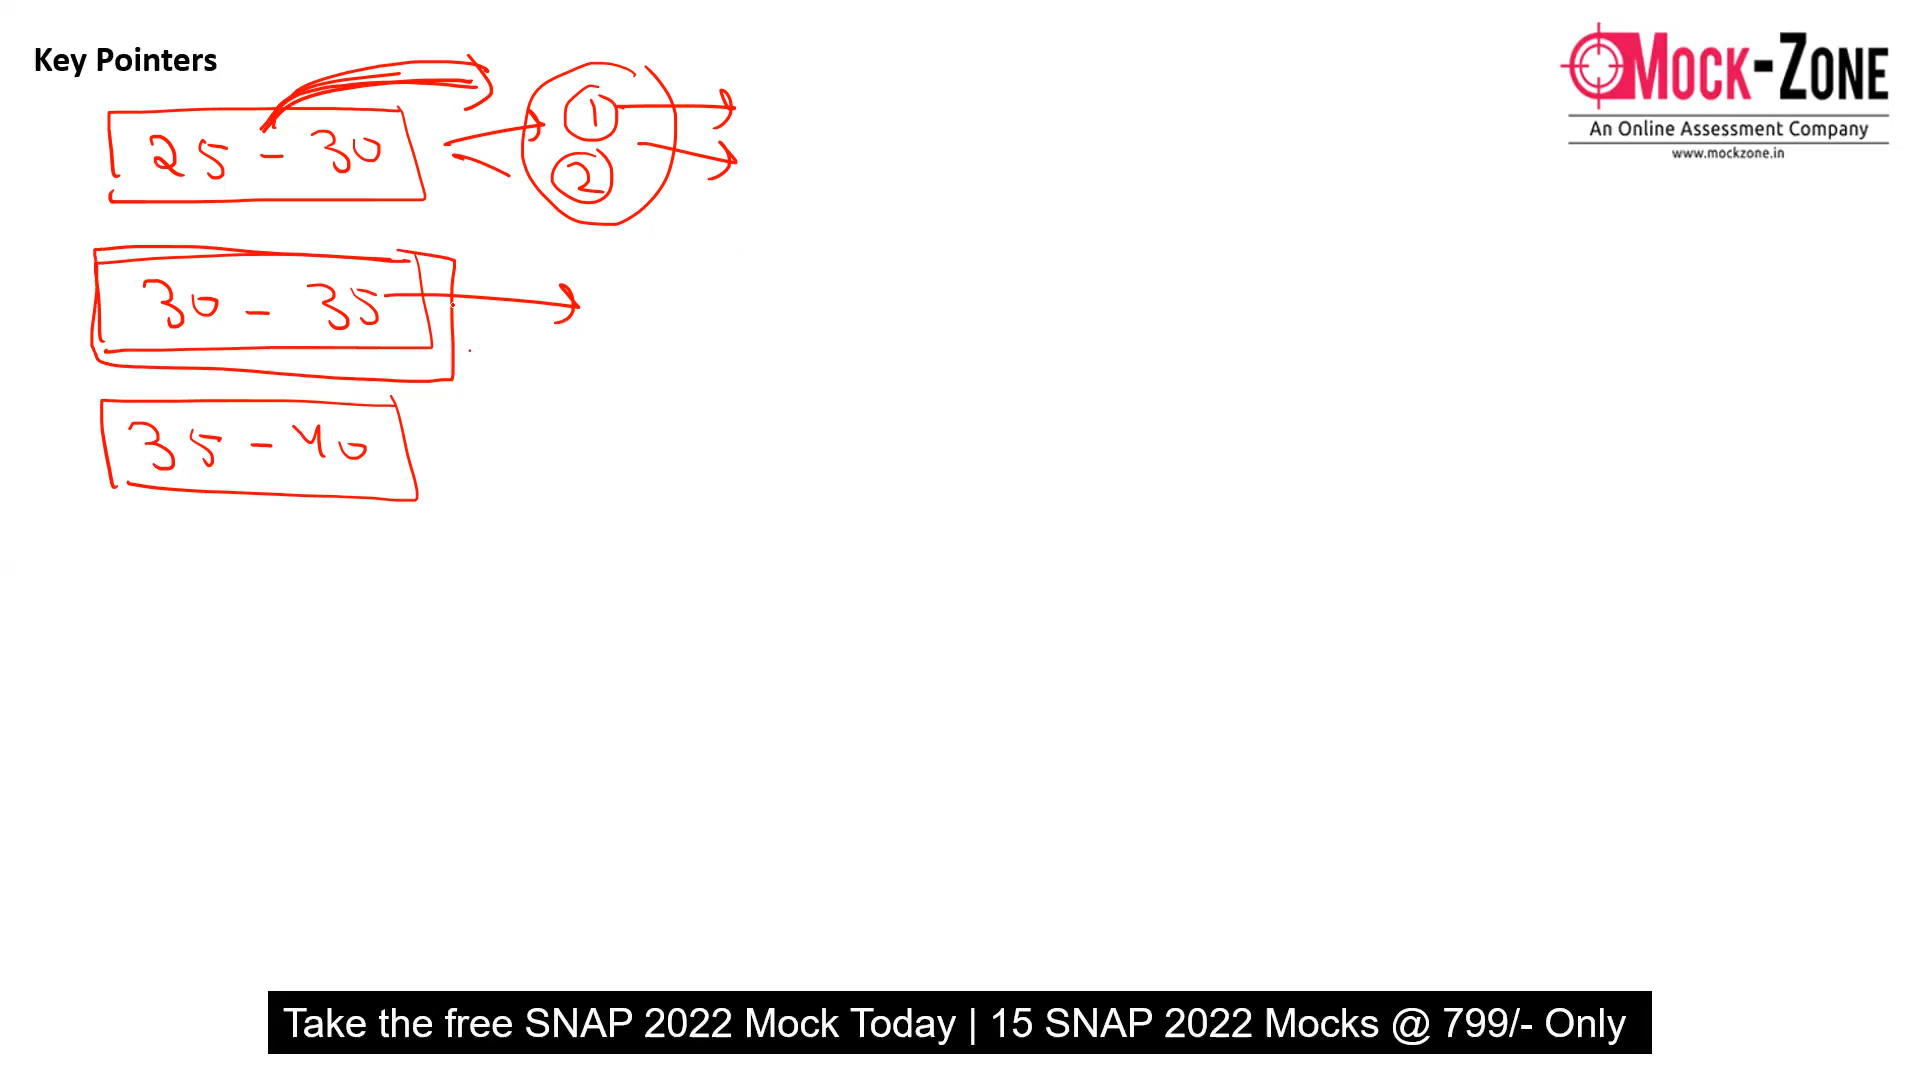 Key Pointers
MOCK-ZONE
An Online Assessment Company
www.mockzone.in
25 - 30
1
2
30 - 35
35 - 40
Take the free SNAP 2022 Mock Today | 15 SNAP 2022 Mocks @ 799/- Only